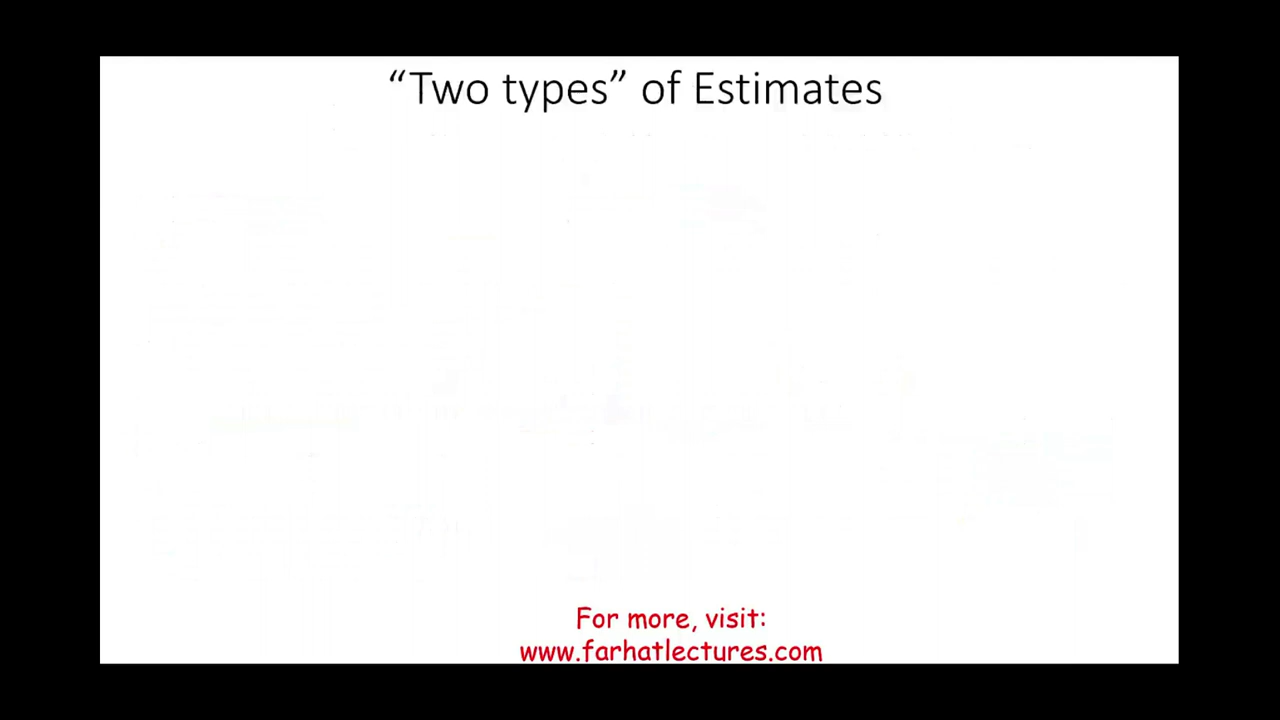 “Two types” of Estimates
For more, visit:
www.farhatlectures.com